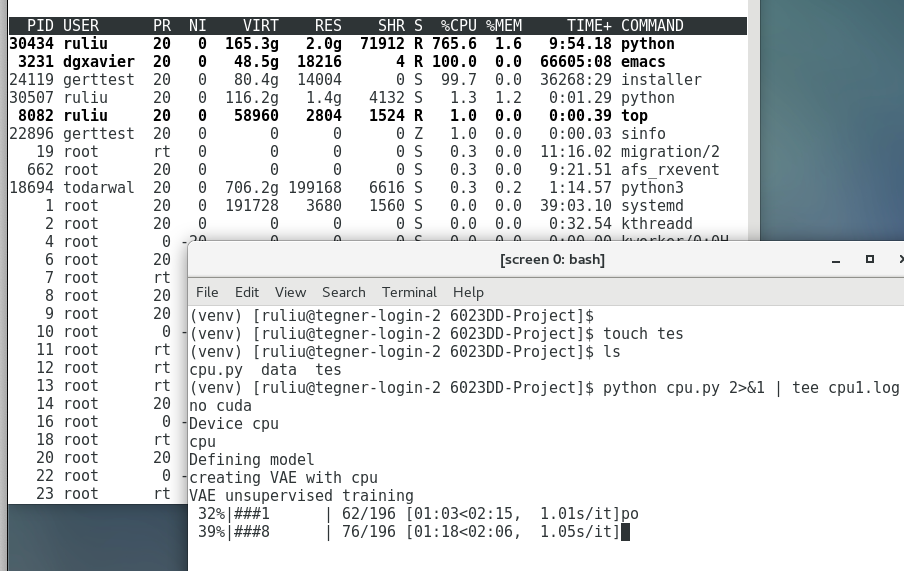 PID USER PR NI VIRT RES SHR S %CPU %MEM TIME+ COMMAND
30434 ruliu 20 0 165.3g 2.0g 71912 R 765.6 1.6 9:54.18 python
3231 dgxavier 20 0 48.5g 18216 4 R 100.0 0.0 66605:08 emacs
24119 gerttest 20 0 80.4g 14004 0 S 99.7 0.0 36268:29 installer
30507 ruliu 20 0 116.2g 1.4g 4132 S 1.3 1.2 0:01.29 python
8082 ruliu 20 0 58960 2804 1524 R 1.0 0.0 0:00.39 top
22896 gerttest 20 0 0 0 0 Z 1.0 0.0 0:00.03 sinfo
19 root rt 0 0 0 0 S 0.3 0.0 11:16.02 migration/2
662 root 20 0 0 0 0 S 0.3 0.0 9:21.51 afs_rxevent
18694 todarwal 20 0 706.2g 199168 6616 S 0.3 0.2 1:14.57 python3
1 root 20 0 191728 3680 1560 S 0.0 0.0 39:03.10 systemd
2 root 20 0 0 0 0 S 0.0 0.0 0:32.54 kthreadd
4 root 0 -20 0 0 0 S 0.0 0.0 0:00.00 kworker/0:0H
6 root 20
7 root rt
8 root 20
9 root 20
10 root 0 -
11 root rt
12 root rt
13 root rt
14 root 20
16 root 0 -
18 root rt
20 root 20
22 root 0 -
23 root rt
[screen 0: bash]
File Edit View Search Terminal Help
(venv) [ruliu@tegner-login-2 6023DD-Project]$
(venv) [ruliu@tegner-login-2 6023DD-Project]$ touch tes
(venv) [ruliu@tegner-login-2 6023DD-Project]$ ls
cpu.py data tes
(venv) [ruliu@tegner-login-2 6023DD-Project]$ python cpu.py 2>&1 | tee cpu1.log
no cuda
Device cpu
cpu
Defining model
creating VAE with cpu
VAE unsupervised training
32%|###1 | 62/196 [01:03<02:15, 1.01s/it]po
39%|###8 | 76/196 [01:18<02:06, 1.05s/it]